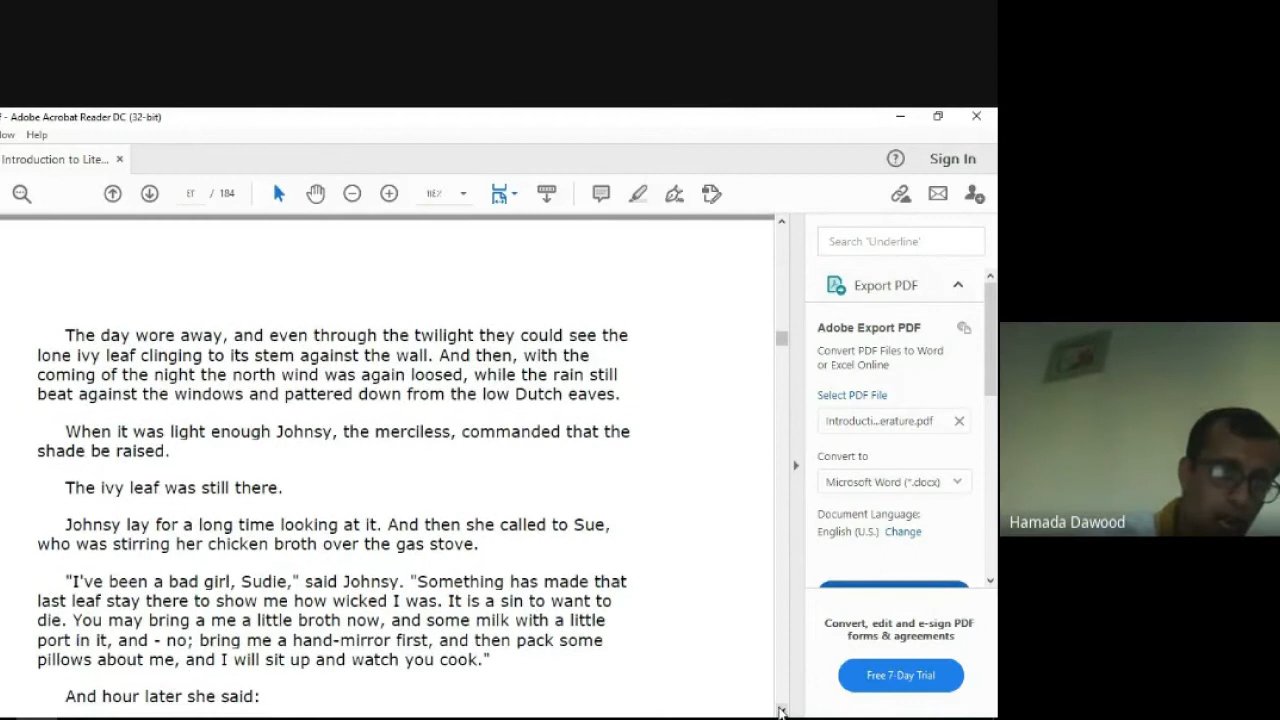 - Adobe Acrobat Reader DC (32-bit)
Help
Introduction to Lite...
Sign In
/ 184
Search 'Underline'
Export PDF
Adobe Export PDF
Convert PDF Files to Word
or Excel Online
Select PDF File
Introducti...erature.pdf
Convert to
Microsoft Word (*.docx)
Document Language:
English (U.S.) Change
Convert, edit and e-sign PDF
forms & agreements
Free 7-Day Trial
The day wore away, and even through the twilight they could see the
lone ivy leaf clinging to its stem against the wall. And then, with the
coming of the night the north wind was again loosed, while the rain still
beat against the windows and pattered down from the low Dutch eaves.
When it was light enough Johnsy, the merciless, commanded that the
shade be raised.
The ivy leaf was still there.
Johnsy lay for a long time looking at it. And then she called to Sue,
who was stirring her chicken broth over the gas stove.
"I've been a bad girl, Sudie," said Johnsy. "Something has made that
last leaf stay there to show me how wicked I was. It is a sin to want to
die. You may bring a me a little broth now, and some milk with a little
port in it, and - no; bring me a hand-mirror first, and then pack some
pillows about me, and I will sit up and watch you cook."
And hour later she said:
Hamada Dawood